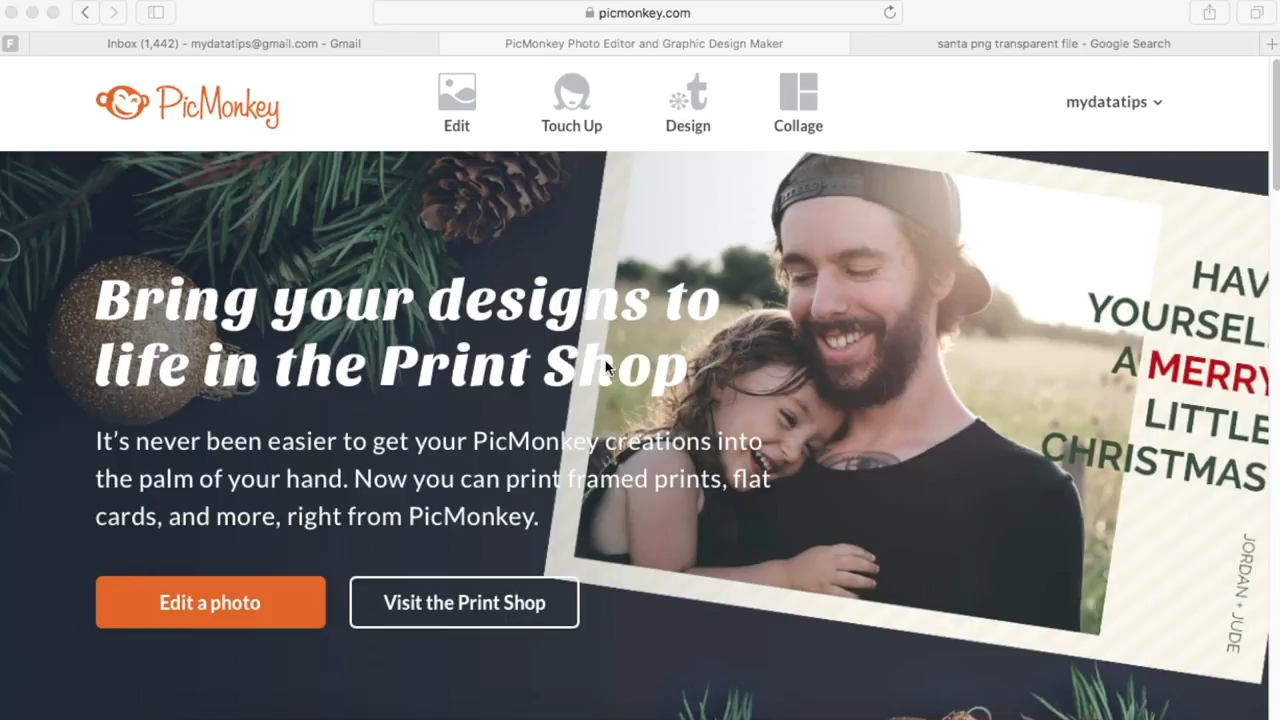 picmonkey.com
F
Inbox (1,442) - mydatatips@gmail.com - Gmail
PicMonkey Photo Editor and Graphic Design Maker
santa png transparent file - Google Search
PicMonkey
Edit
Touch Up
Design
Collage
mydatatips
Bring your designs to
life in the Print Shop
It's never been easier to get your PicMonkey creations into
the palm of your hand. Now you can print framed prints, flat
cards, and more, right from PicMonkey.
Edit a photo
Visit the Print Shop
HAV
YOURSEL
A MERRY
LITTLE
CHRISTMAS
JORDAN + JUDE